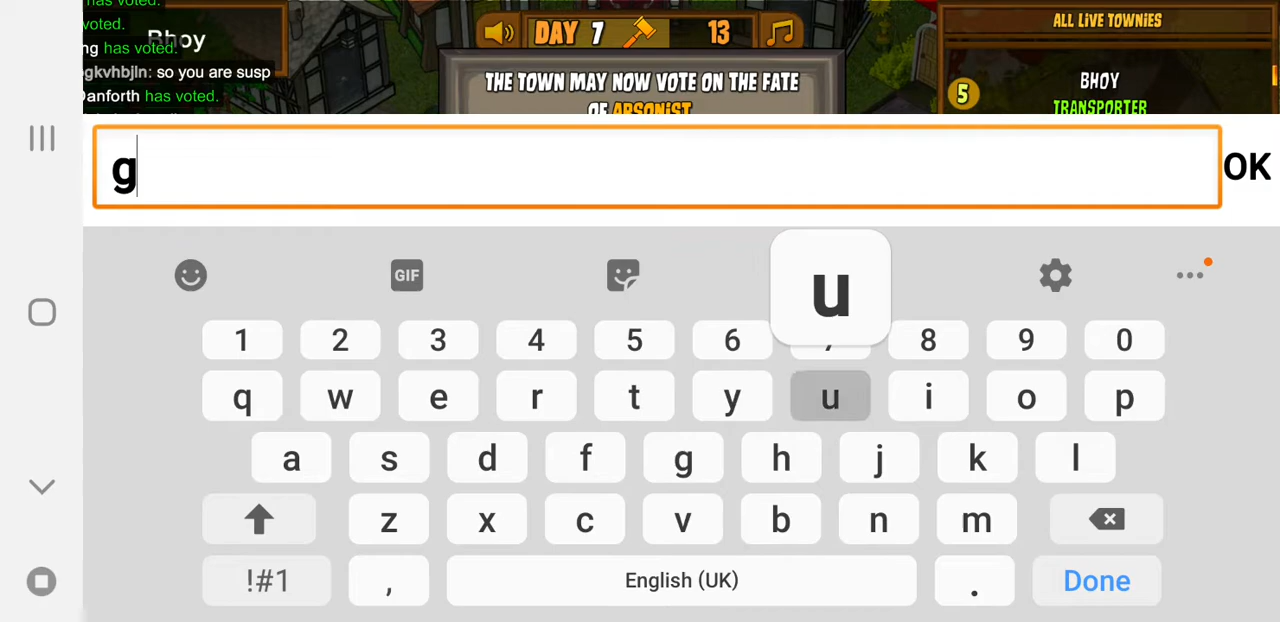 has voted.
voted.
ng has voted.
Bhoy
gkvhbjln: so you are susp
Danforth has voted.
DAY 7
13
THE TOWN MAY NOW VOTE ON THE FATE
OF ARSONIST
ALL LIVE TOWNIES
5
BHOY
TRANSPORTER
g
OK
GIF
u
1 2 3 4 5 6 7 8 9 0
q w e r t y u i o p
a s d f g h j k l
z x c v b n m
!#1 , English (UK) . Done